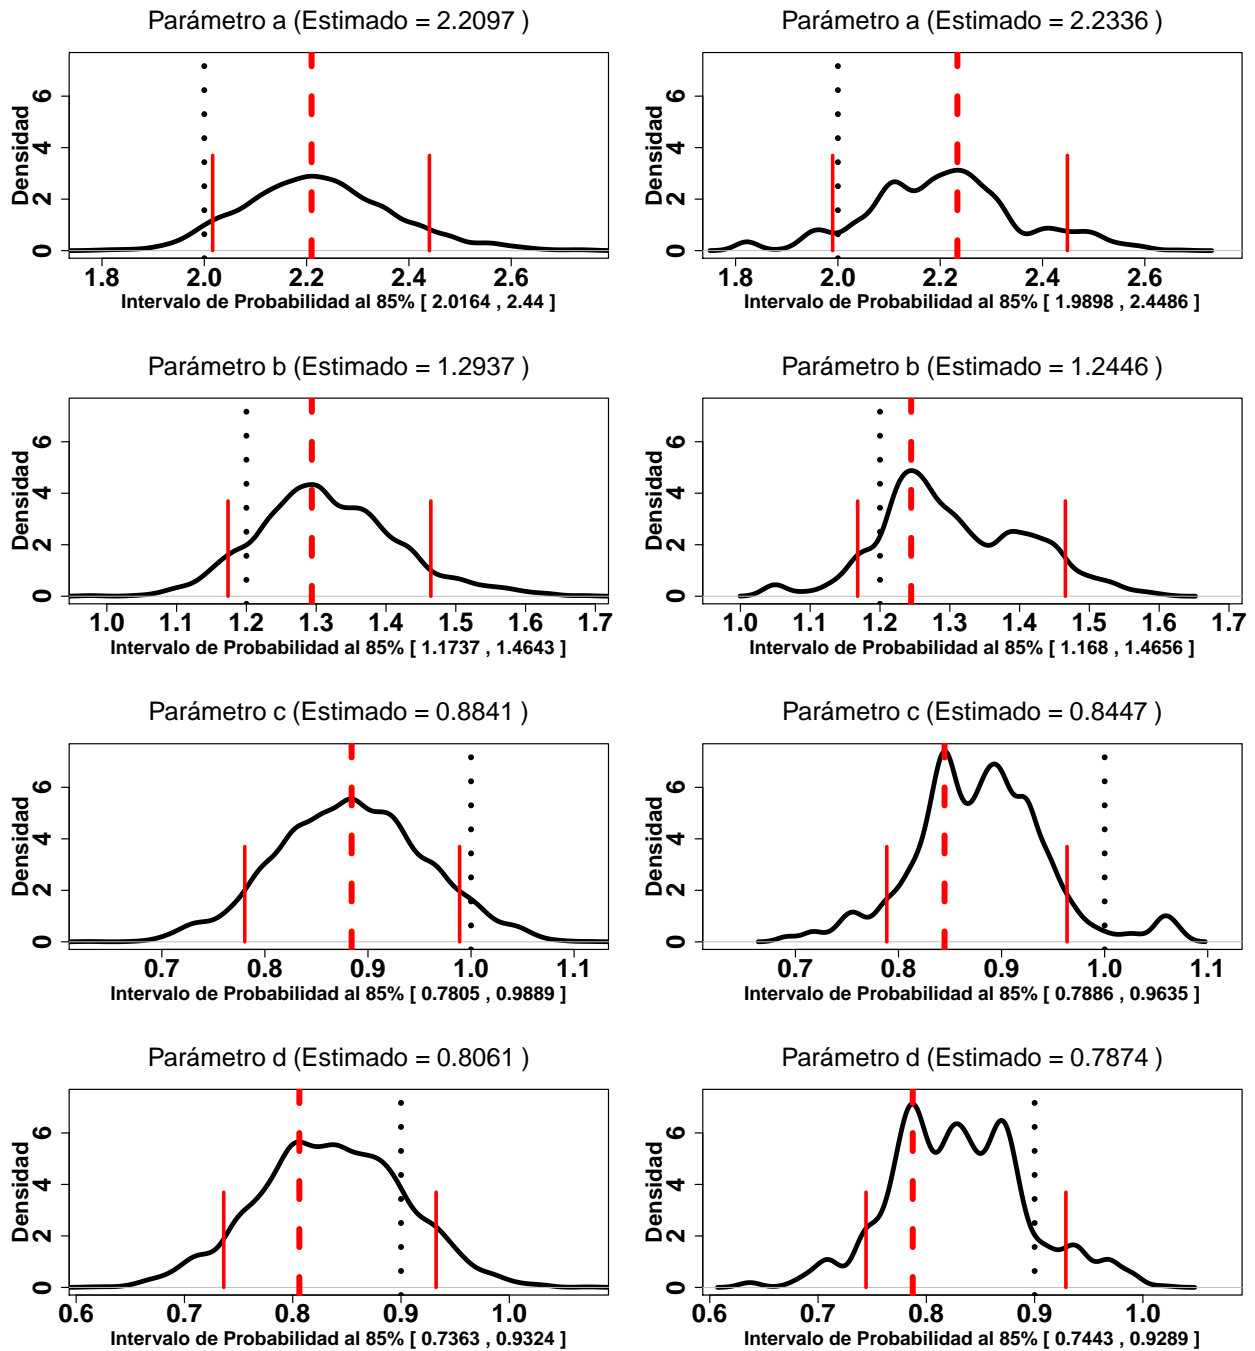 Parámetro a (Estimado = 2.2097 )
Densidad
0 2 4 6
1.8 2.0 2.2 2.4 2.6
Intervalo de Probabilidad al 85% [ 2.0164 , 2.44 ]
Parámetro a (Estimado = 2.2336 )
Densidad
0 2 4 6
1.8 2.0 2.2 2.4 2.6
Intervalo de Probabilidad al 85% [ 1.9898 , 2.4486 ]
Parámetro b (Estimado = 1.2937 )
Densidad
0 2 4 6
1.0 1.1 1.2 1.3 1.4 1.5 1.6 1.7
Intervalo de Probabilidad al 85% [ 1.1737 , 1.4643 ]
Parámetro b (Estimado = 1.2446 )
Densidad
0 2 4 6
1.0 1.1 1.2 1.3 1.4 1.5 1.6 1.7
Intervalo de Probabilidad al 85% [ 1.168 , 1.4656 ]
Parámetro c (Estimado = 0.8841 )
Densidad
0 2 4 6
0.7 0.8 0.9 1.0 1.1
Intervalo de Probabilidad al 85% [ 0.7805 , 0.9889 ]
Parámetro c (Estimado = 0.8447 )
Densidad
0 2 4 6
0.7 0.8 0.9 1.0 1.1
Intervalo de Probabilidad al 85% [ 0.7886 , 0.9635 ]
Parámetro d (Estimado = 0.8061 )
Densidad
0 2 4 6
0.6 0.7 0.8 0.9 1.0
Intervalo de Probabilidad al 85% [ 0.7363 , 0.9324 ]
Parámetro d (Estimado = 0.7874 )
Densidad
0 2 4 6
0.6 0.7 0.8 0.9 1.0
Intervalo de Probabilidad al 85% [ 0.7443 , 0.9289 ]